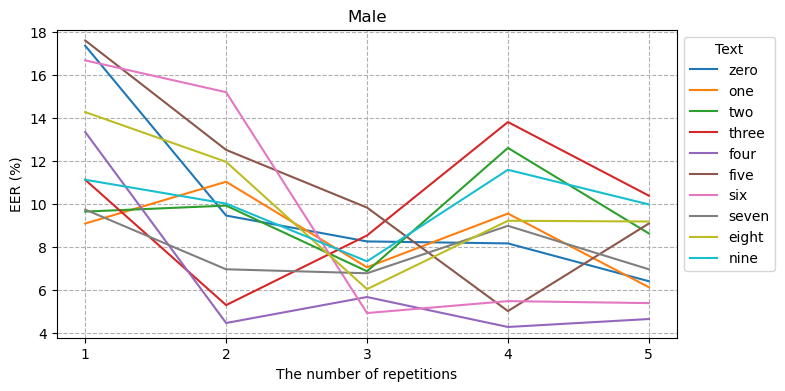 Male
EER (%)
18
16
14
12
10
8
6
4
1 2 3 4 5
The number of repetitions
Text
zero
one
two
three
four
five
six
seven
eight
nine